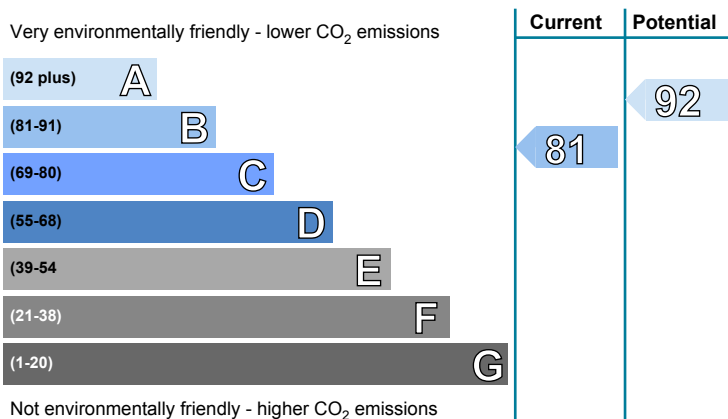 Current Potential
Very environmentally friendly - lower CO2 emissions
(92 plus) A
92
(81-91) B
81
(69-80) C
(55-68) D
(39-54 E
(21-38) F
(1-20) G
Not environmentally friendly - higher CO2 emissions